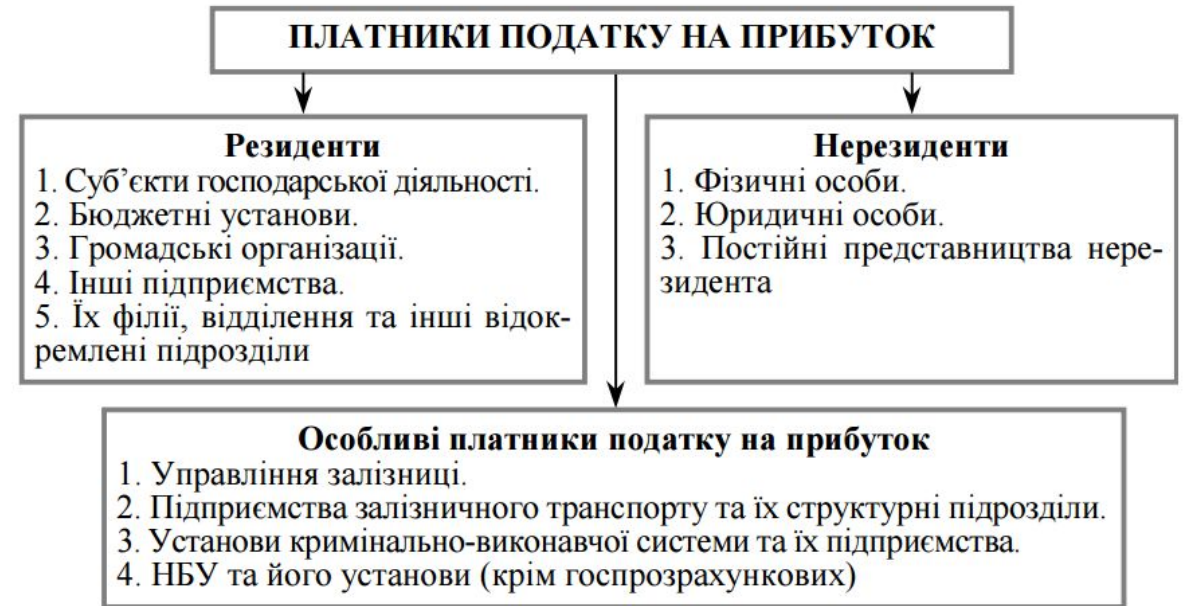 ПЛАТНИКИ ПОДАТКУ НА ПРИБУТОК
Резиденти
1. Суб’єкти господарської діяльності.
2. Бюджетні установи.
3. Громадські організації.
4. Інші підприємства.
5. Їх філії, відділення та інші відок-
ремлені підрозділи
Нерезиденти
1. Фізичні особи.
2. Юридичні особи.
3. Постійні представництва нере-
зидента
Особливі платники податку на прибуток
1. Управління залізниці.
2. Підприємства залізничного транспорту та їх структурні підрозділи.
3. Установи кримінально-виконавчої системи та їх підприємства.
4. НБУ та його установи (крім госпрозрахункових)